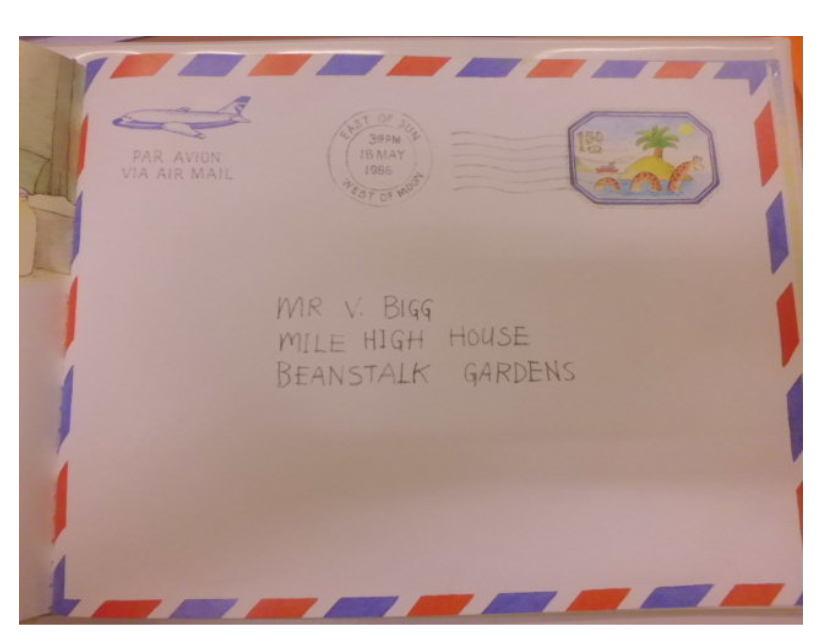 PAR AVION
VIA AIR MAIL
EAST OF SUN
18 MAY
1986
WEST OF MOON
MR V. BIGG
MILE HIGH HOUSE
BEANSTALK GARDENS